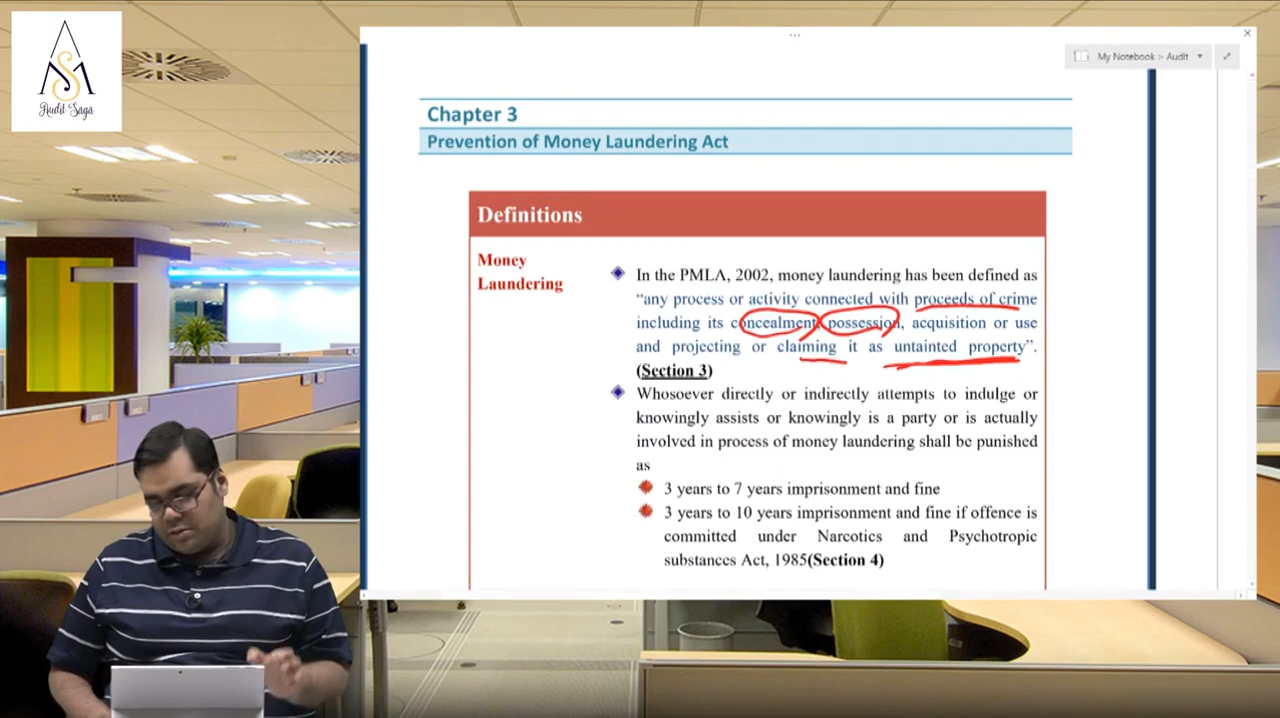 Audit Saga
My Notebook > Audit
Chapter 3
Prevention of Money Laundering Act
Definitions
Money
Laundering
In the PMLA, 2002, money laundering has been defined as
“any process or activity connected with proceeds of crime
including its concealment, possession, acquisition or use
and projecting or claiming it as untainted property”.
(Section 3)
Whosoever directly or indirectly attempts to indulge or
knowingly assists or knowingly is a party or is actually
involved in process of money laundering shall be punished
as
3 years to 7 years imprisonment and fine
3 years to 10 years imprisonment and fine if offence is
committed under Narcotics and Psychotropic
substances Act, 1985(Section 4)